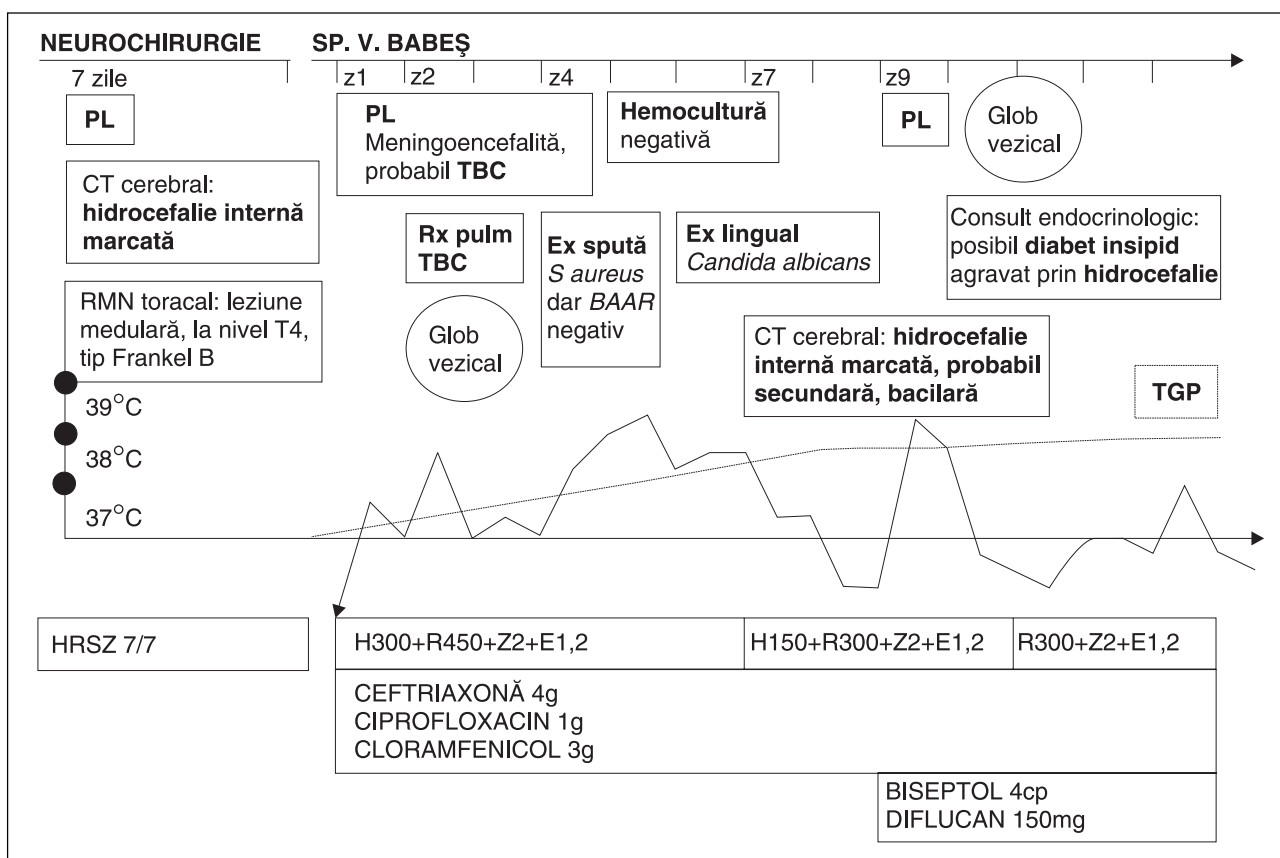 NEUROCHIRURGIE
SP. V. BABEŞ
7 zile
z1
z2
z4
z7
z9
PL
PL
Meningoencefalită,
probabil TBC
Hemocultură
negativă
PL
Glob
vezical
CT cerebral:
hidrocefalie internă
marcată
Rx pulm
TBC
Ex spută
S aureus
dar BAAR
negativ
Ex lingual
Candida albicans
Consult endocrinologic:
posibil diabet insipid
agravat prin hidrocefalie
RMN toracal: leziune
medulară, la nivel T4,
tip Frankel B
Glob
vezical
CT cerebral: hidrocefalie
internă marcată, probabil
secundară, bacilară
TGP
39°C
38°C
37°C
HRSZ 7/7
H300+R450+Z2+E1,2
H150+R300+Z2+E1,2
R300+Z2+E1,2
CEFTRIAXONĂ 4g
CIPROFLOXACIN 1g
CLORAMFENICOL 3g
BISEPTOL 4cp
DIFLUCAN 150mg